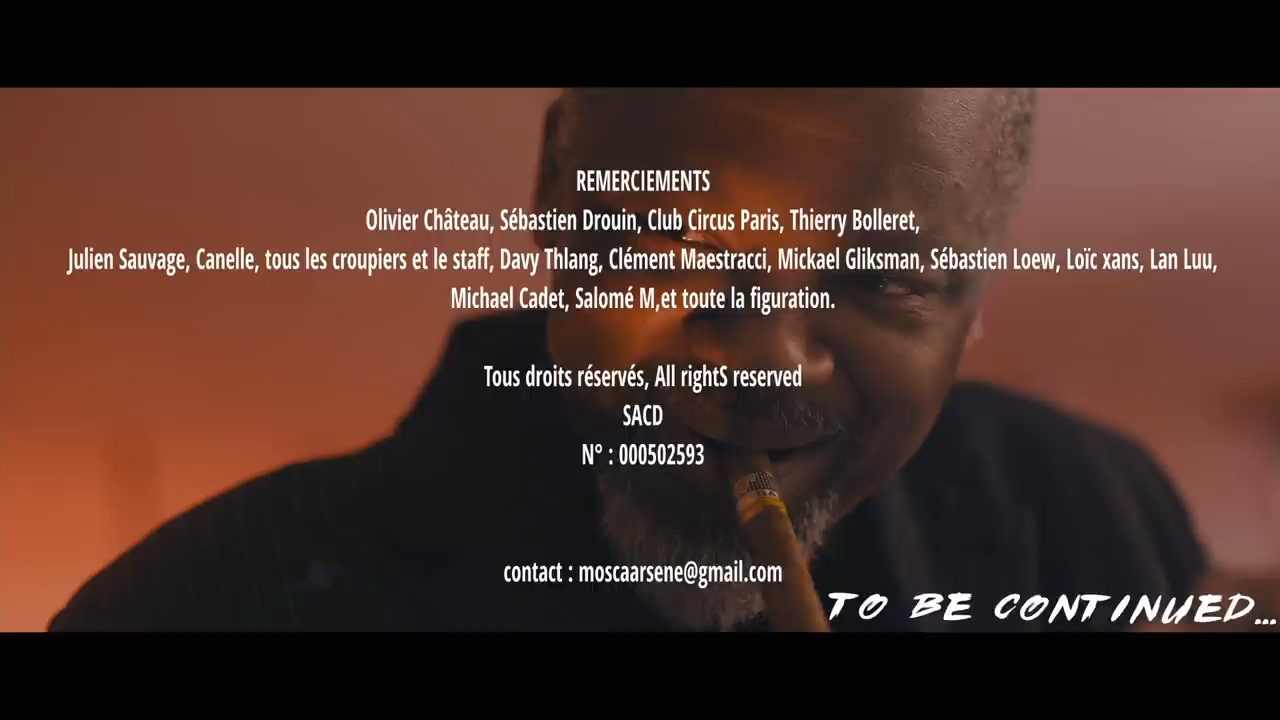 REMERCIEMENTS
Olivier Château, Sébastien Drouin, Club Circus Paris, Thierry Bolleret,
Julien Sauvage, Canelle, tous les croupiers et le staff, Davy Thlang, Clément Maestracci, Mickael Gliksman, Sébastien Loew, Loïc xans, Lan Luu,
Michael Cadet, Salomé M,et toute la figuration.
Tous droits réservés, All rightS reserved
SACD
N° : 000502593
contact : moscaarsene@gmail.com
TO BE CONTINUED...